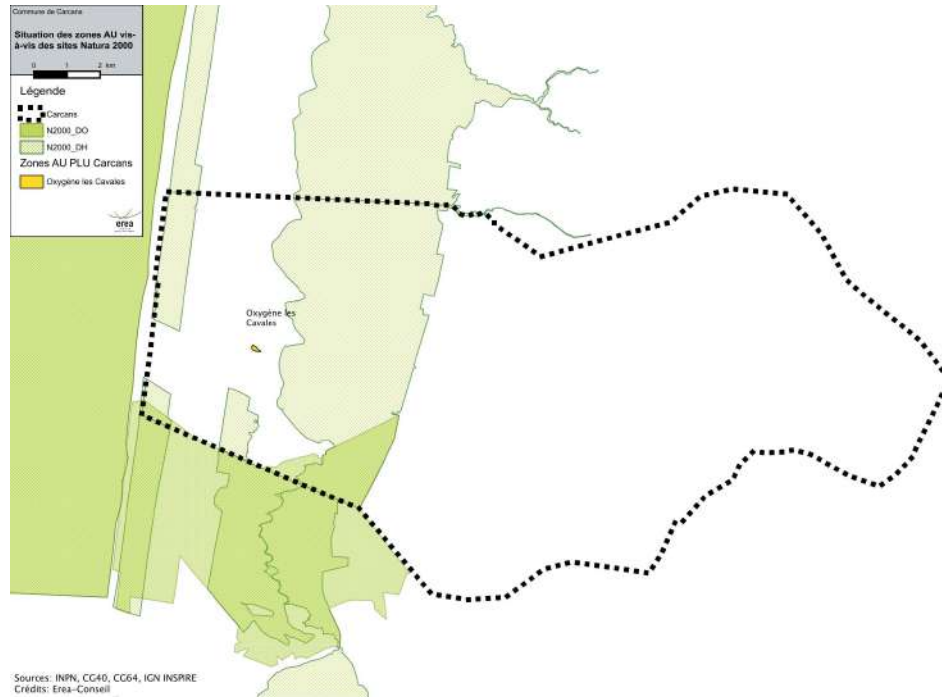 Commune de Carcans
Situation des zones AU vis-
à-vis des sites Natura 2000
0 1 2 km
Légende
Carcans
N2000_DO
N2000_DH
Zones AU PLU Carcans
Oxygène les Cavales
erea
Oxygène les
Cavales
Sources: INPN, CG40, CG64, IGN INSPIRE
Crédits: Erea-Conseil